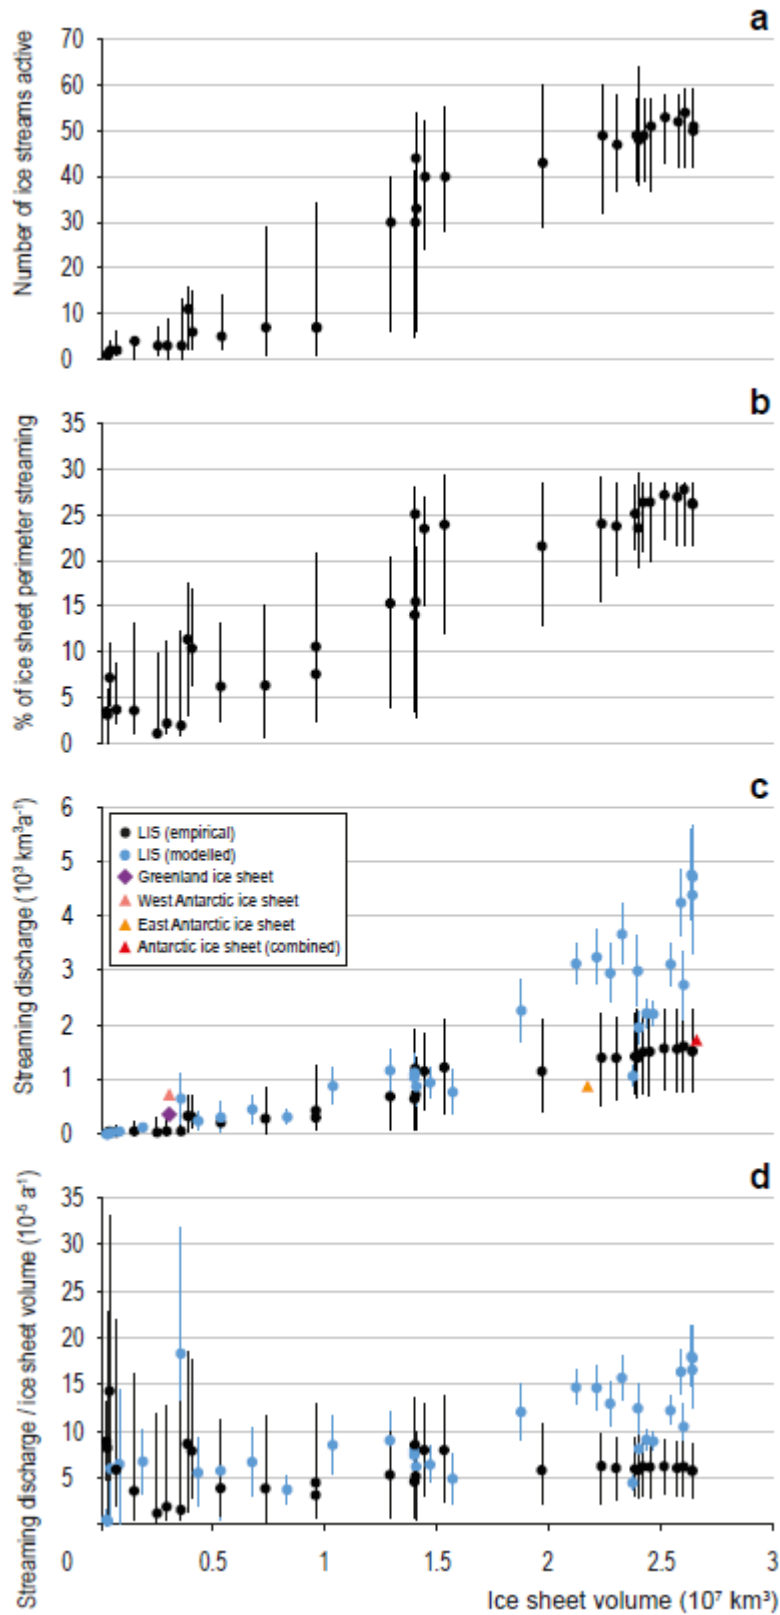 a
Number of ice streams active
70
60
50
40
30
20
10
0
b
% of ice sheet perimeter streaming
35
30
25
20
15
10
5
0
c
Streaming discharge (10³ km³a⁻¹)
6
5
4
3
2
1
0
LIS (empirical)
LIS (modelled)
Greenland ice sheet
West Antarctic ice sheet
East Antarctic ice sheet
Antarctic ice sheet (combined)
d
Streaming discharge / ice sheet volume (10⁻⁵ a⁻¹)
35
30
25
20
15
10
5
0 0.5 1 1.5 2 2.5 3
Ice sheet volume (10⁷ km³)